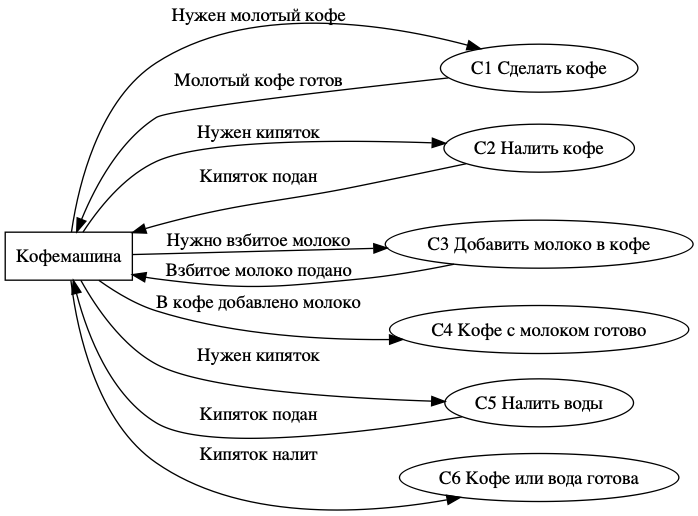 Нужен молотый кофе
C1 Сделать кофе
Молотый кофе готов
Нужен кипяток
C2 Налить кофе
Кипяток подан
Кофемашина
Нужно взбитое молоко
C3 Добавить молоко в кофе
Взбитое молоко подано
В кофе добавлено молоко
C4 Кофе с молоком готово
Нужен кипяток
C5 Налить воды
Кипяток подан
Кипяток налит
C6 Кофе или вода готова